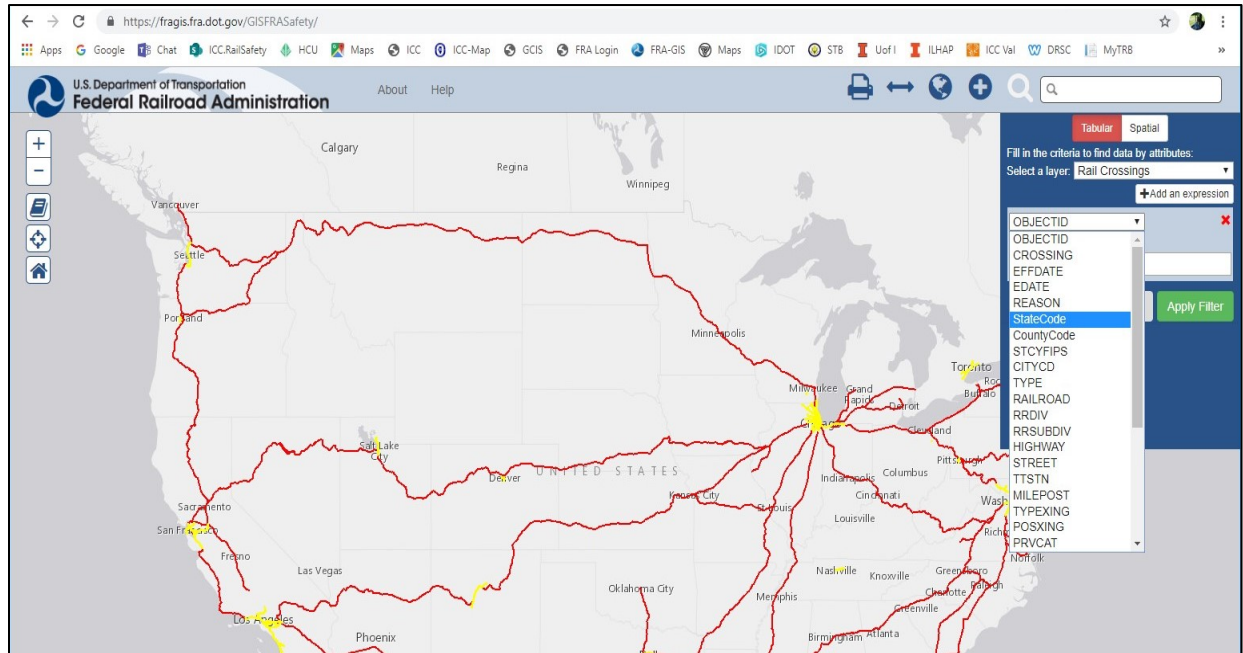 https://fragis.fra.dot.gov/GISFRASafety/
Apps Google Chat ICC.RailSafety HCU Maps ICC ICC-Map GCIS FRA Login FRA-GIS Maps IDOT STB Uof I ILHAP ICC Val DRSC MyTRB »
U.S. Department of Transportation
Federal Railroad Administration
About Help
Tabular Spatial
Fill in the criteria to find data by attributes:
Select a layer: Rail Crossings
+Add an expression
OBJECTID
OBJECTID
CROSSING
EFFDATE
EDATE
REASON
StateCode
CountyCode
STCYFIPS
CITYCD
TYPE
RAILROAD
RRDIV
RRSUBDIV
HIGHWAY
STREET
TTSTN
MILEPOST
TYPEXING
POSXING
PRVCAT
Apply Filter
Calgary
Regina
Winnipeg
Vancouver
Seattle
Portland
Minneapolis
Toronto
Milwaukee
Grand
Rapids
Detroit
Buffalo
Roc
Chicago
Cleveland
Salt Lake
City
Denver
UNITED STATES
Pittsburgh
Indianapolis
Columbus
Kansas City
Cincinnati
Wash
St Louis
Sacramento
Louisville
San Francisco
Richm
Fresno
Norfolk
Las Vegas
Nashville
Knoxville
Greensboro
Oklahoma City
Memphis
Charlotte
Raleigh
Greenville
Los Angeles
Phoenix
Birmingham
Atlanta